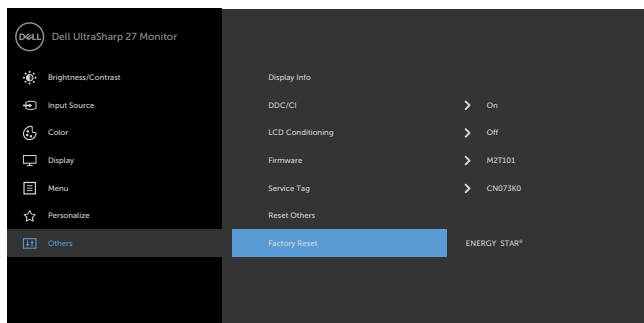 DELL Dell UltraSharp 27 Monitor
Brightness/Contrast
Input Source
Color
Display
Menu
Personalize
Others
Display Info
DDC/CI On
LCD Conditioning Off
Firmware M2T101
Service Tag CN073K0
Reset Others
Factory Reset ENERGY STAR®